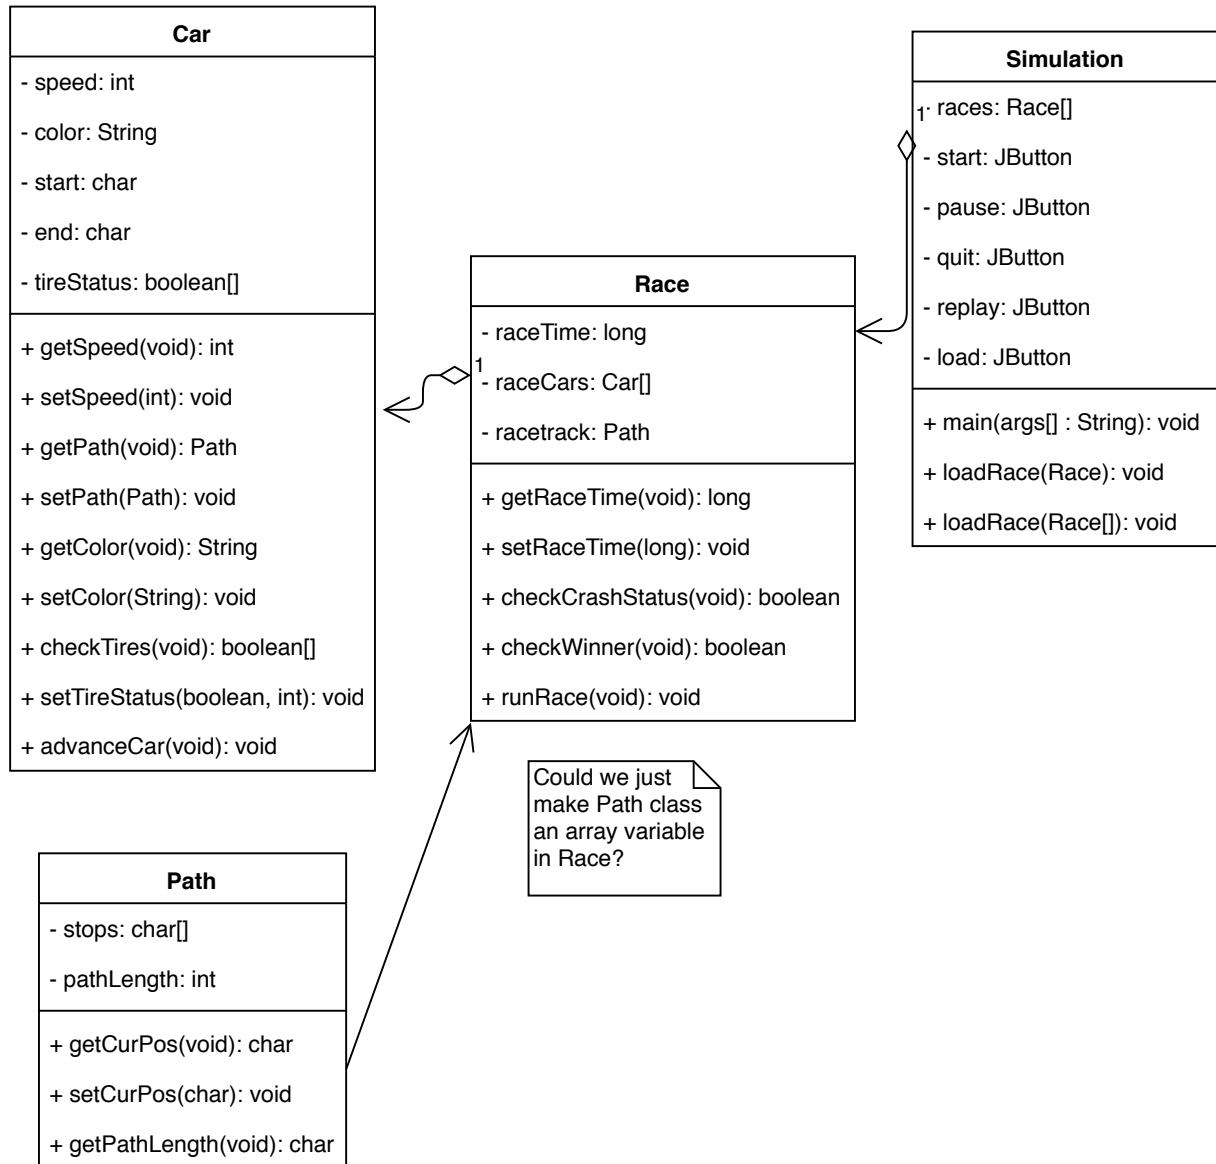 Car
- speed: int
- color: String
- start: char
- end: char
- tireStatus: boolean[]
+ getSpeed(void): int
+ setSpeed(int): void
+ getPath(void): Path
+ setPath(Path): void
+ getColor(void): String
+ setColor(String): void
+ checkTires(void): boolean[]
+ setTireStatus(boolean, int): void
+ advanceCar(void): void
Race
- raceTime: long
1
- raceCars: Car[]
- racetrack: Path
+ getRaceTime(void): long
+ setRaceTime(long): void
+ checkCrashStatus(void): boolean
+ checkWinner(void): boolean
+ runRace(void): void
Simulation
1
- races: Race[]
- start: JButton
- pause: JButton
- quit: JButton
- replay: JButton
- load: JButton
+ main(args[] : String): void
+ loadRace(Race): void
+ loadRace(Race[]): void
Could we just
make Path class
an array variable
in Race?
Path
- stops: char[]
- pathLength: int
+ getCurPos(void): char
+ setCurPos(char): void
+ getPathLength(void): char